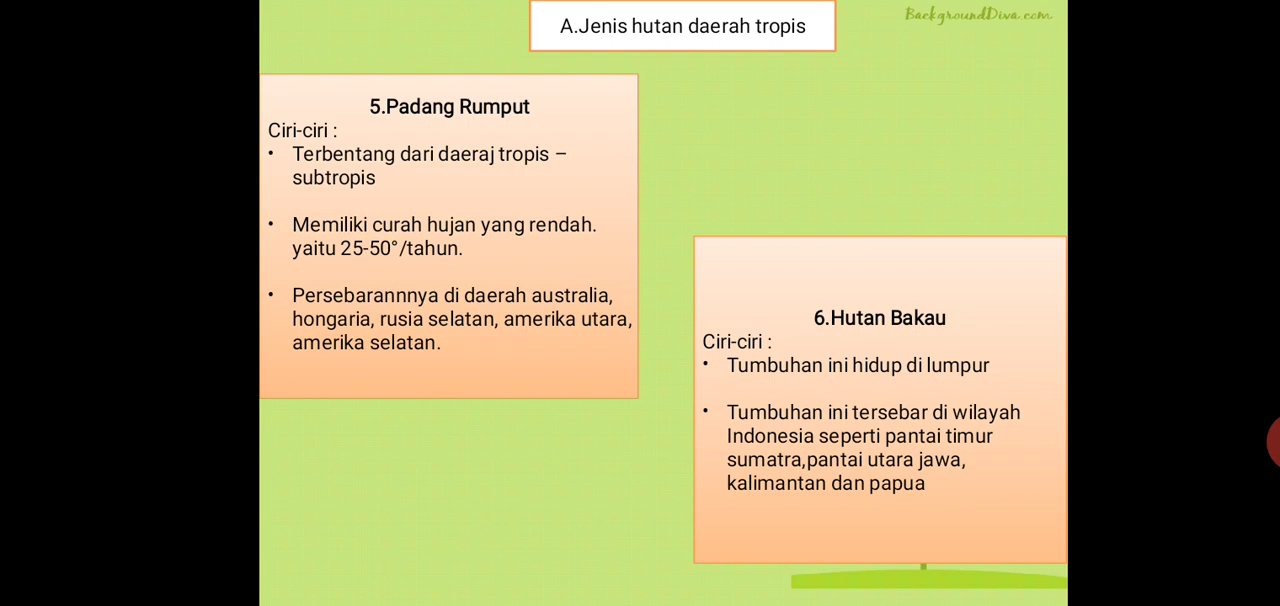 BackgroundDiva.com
A.Jenis hutan daerah tropis
5.Padang Rumput
Ciri-ciri :
• Terbentang dari daeraj tropis –
subtropis
• Memiliki curah hujan yang rendah.
yaitu 25-50°/tahun.
• Persebarannnya di daerah australia,
hongaria, rusia selatan, amerika utara,
amerika selatan.
6.Hutan Bakau
Ciri-ciri :
• Tumbuhan ini hidup di lumpur
• Tumbuhan ini tersebar di wilayah
Indonesia seperti pantai timur
sumatra,pantai utara jawa,
kalimantan dan papua